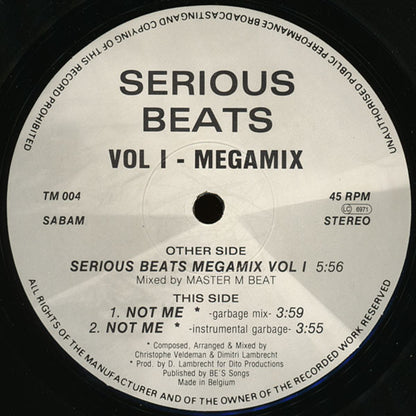 UNAUTHORISED PUBLIC PERFORMANCE BROADCASTING AND COPYING OF THIS RECORD PROHIBITED
SERIOUS
BEATS
VOL I - MEGAMIX
TM 004
45 RPM
LC 6971
SABAM
STEREO
OTHER SIDE
SERIOUS BEATS MEGAMIX VOL I 5:56
Mixed by MASTER M BEAT
THIS SIDE
1. NOT ME * -garbage mix- 3:59
2. NOT ME * -instrumental garbage- 3:55
* Composed, Arranged & Mixed by
Christophe Veldeman & Dimitri Lambrecht
* Prod. by D. Lambrecht for Dito Productions
Published by BE'S Songs
Made in Belgium
ALL RIGHTS OF THE MANUFACTURER AND OF THE OWNER OF THE RECORDED WORK RESERVED